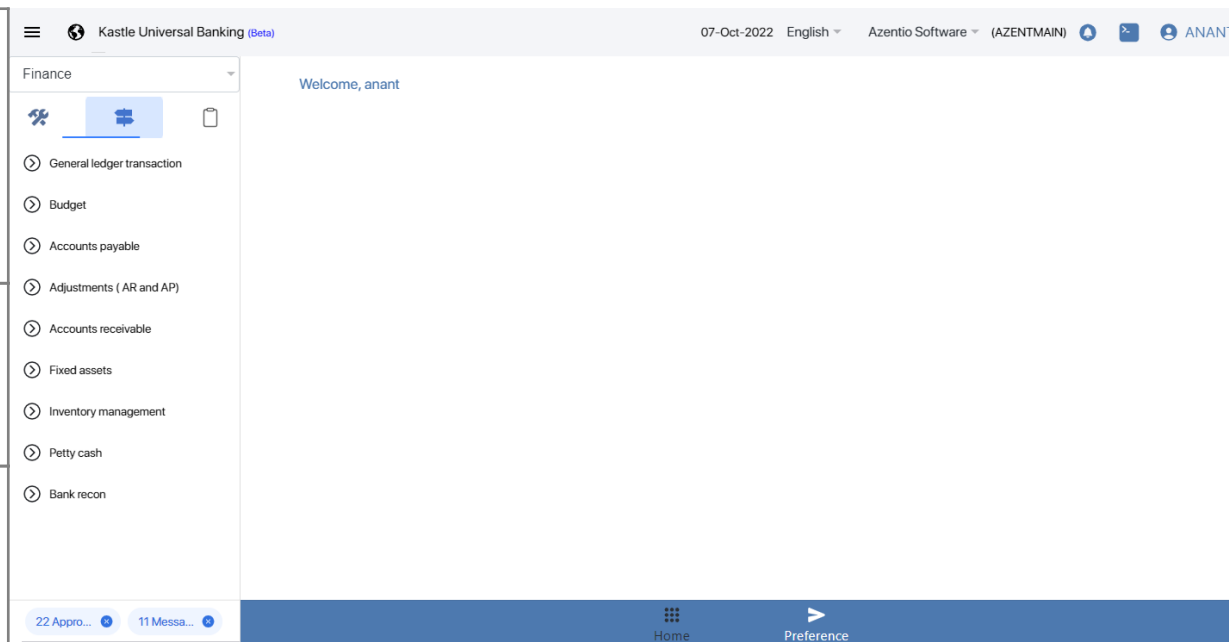 Kastle Universal Banking (Beta)
07-Oct-2022 English Azentio Software (AZENTMAIN) ANANT
Finance
Welcome, anant
General ledger transaction
Budget
Accounts payable
Adjustments ( AR and AP)
Accounts receivable
Fixed assets
Inventory management
Petty cash
Bank recon
22 Appro... 11 Messa...
Home Preference